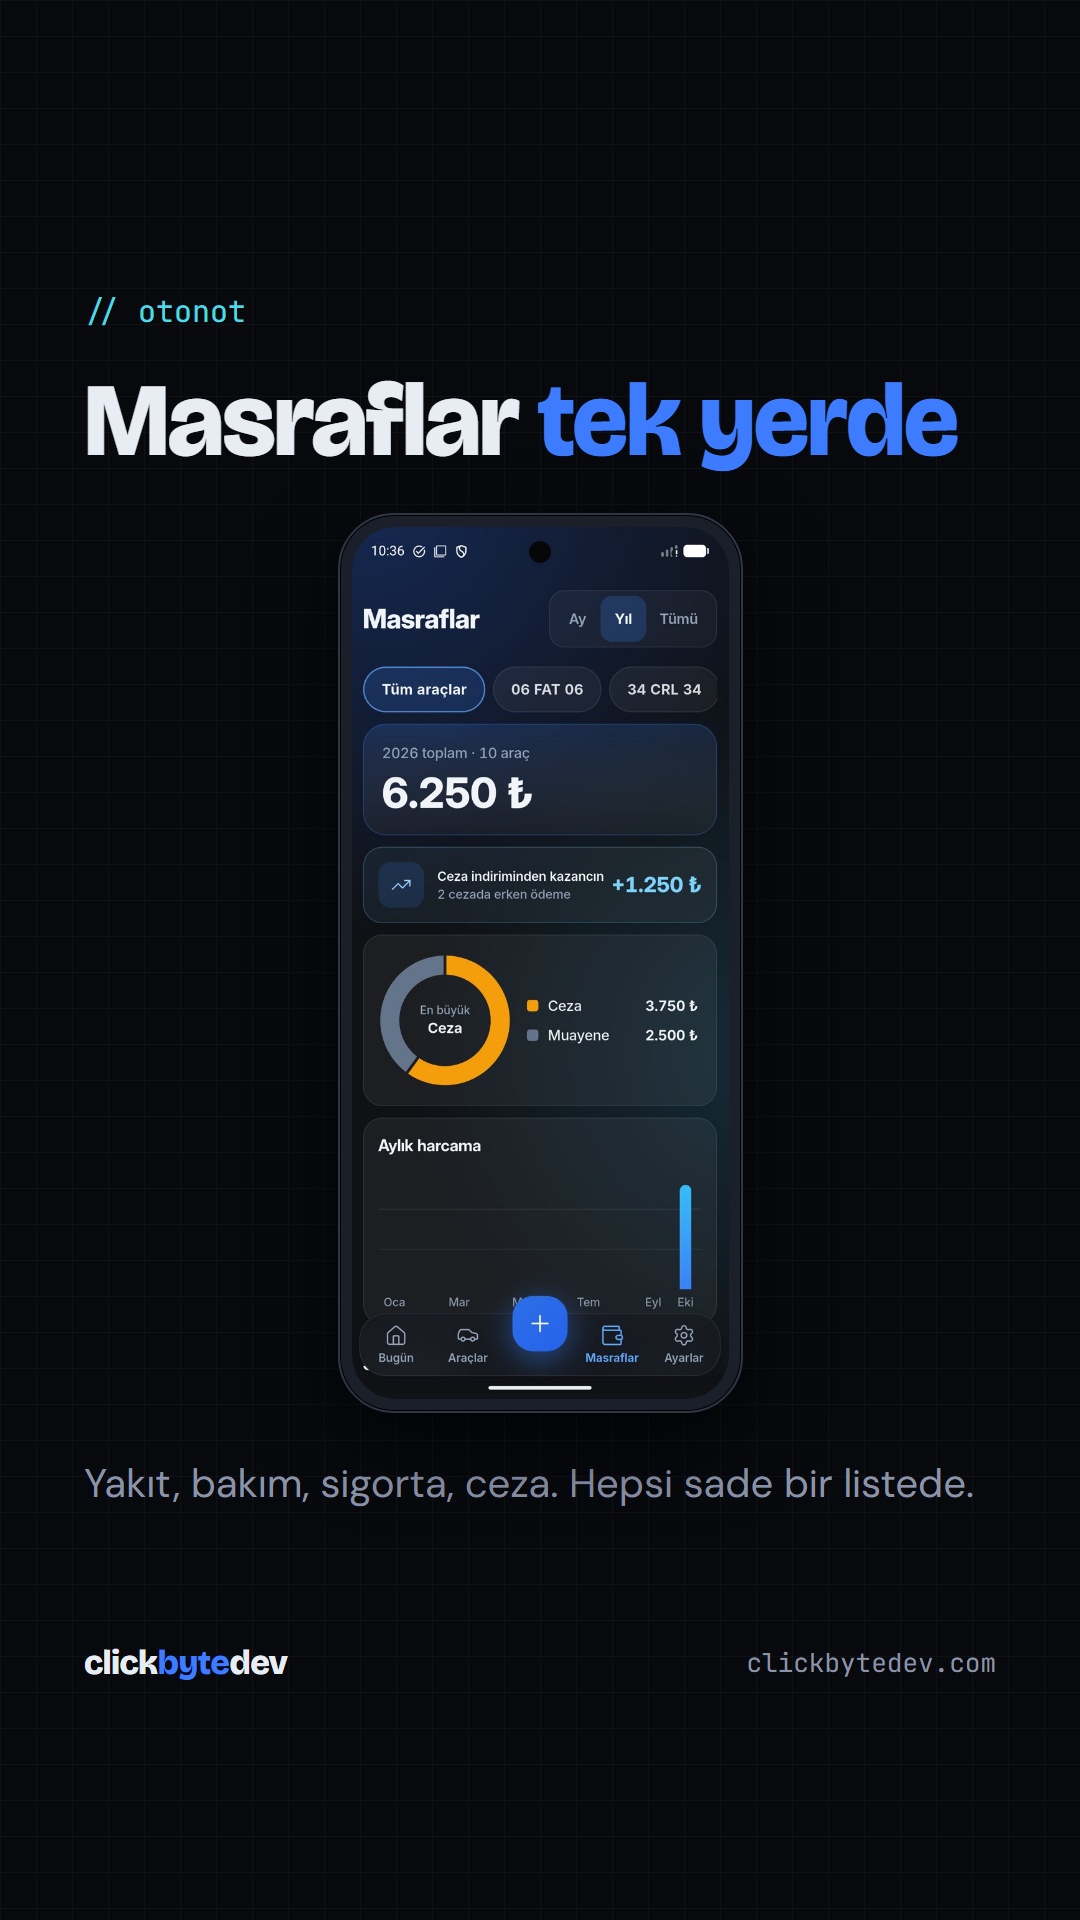 // otonot
Masraflar tek yerde
10:36
Masraflar
Ay Yıl Tümü
Tüm araçlar 06 FAT 06 34 CRL 34
2026 toplam · 10 araç
6.250 ₺
Ceza indiriminden kazancın
2 cezada erken ödeme
+1.250 ₺
En büyük
Ceza
Ceza 3.750 ₺
Muayene 2.500 ₺
Aylık harcama
Oca Mar Tem Eyl Eki
Bugün Araçlar Masraflar Ayarlar
Yakıt, bakım, sigorta, ceza. Hepsi sade bir listede.
clickbytedev
clickbytedev.com